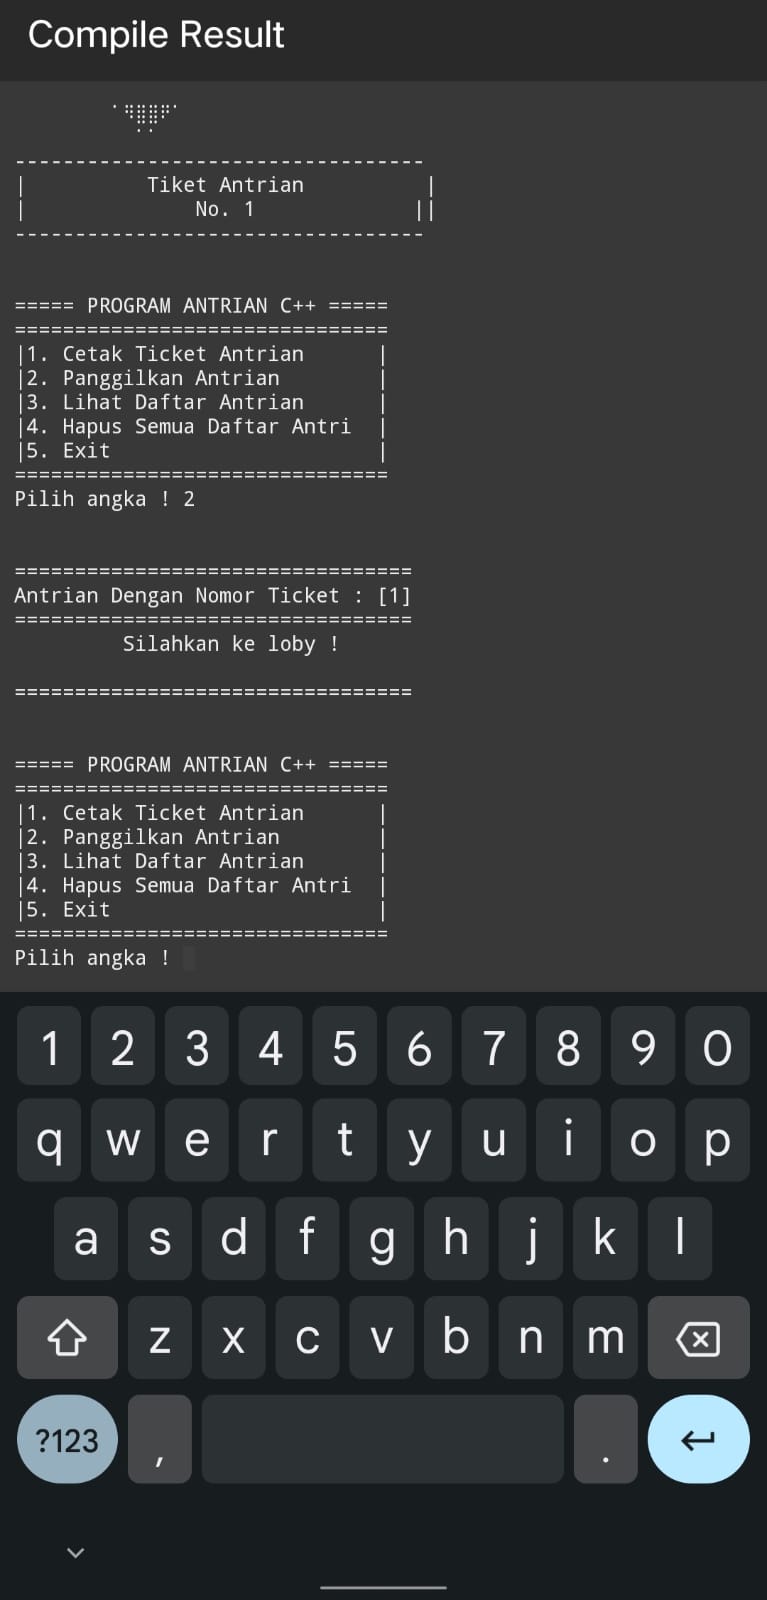 Compile Result
---------------------------------
|          Tiket Antrian          |
|              No. 1             ||
---------------------------------
===== PROGRAM ANTRIAN C++ =====
===============================
|1. Cetak Ticket Antrian      |
|2. Panggilkan Antrian        |
|3. Lihat Daftar Antrian      |
|4. Hapus Semua Daftar Antri  |
|5. Exit                      |
===============================
Pilih angka ! 2
=================================
Antrian Dengan Nomor Ticket : [1]
=================================
         Silahkan ke loby !
=================================
===== PROGRAM ANTRIAN C++ =====
===============================
|1. Cetak Ticket Antrian      |
|2. Panggilkan Antrian        |
|3. Lihat Daftar Antrian      |
|4. Hapus Semua Daftar Antri  |
|5. Exit                      |
===============================
Pilih angka !
1 2 3 4 5 6 7 8 9 0
q w e r t y u i o p
a s d f g h j k l
z x c v b n m
?123 , .